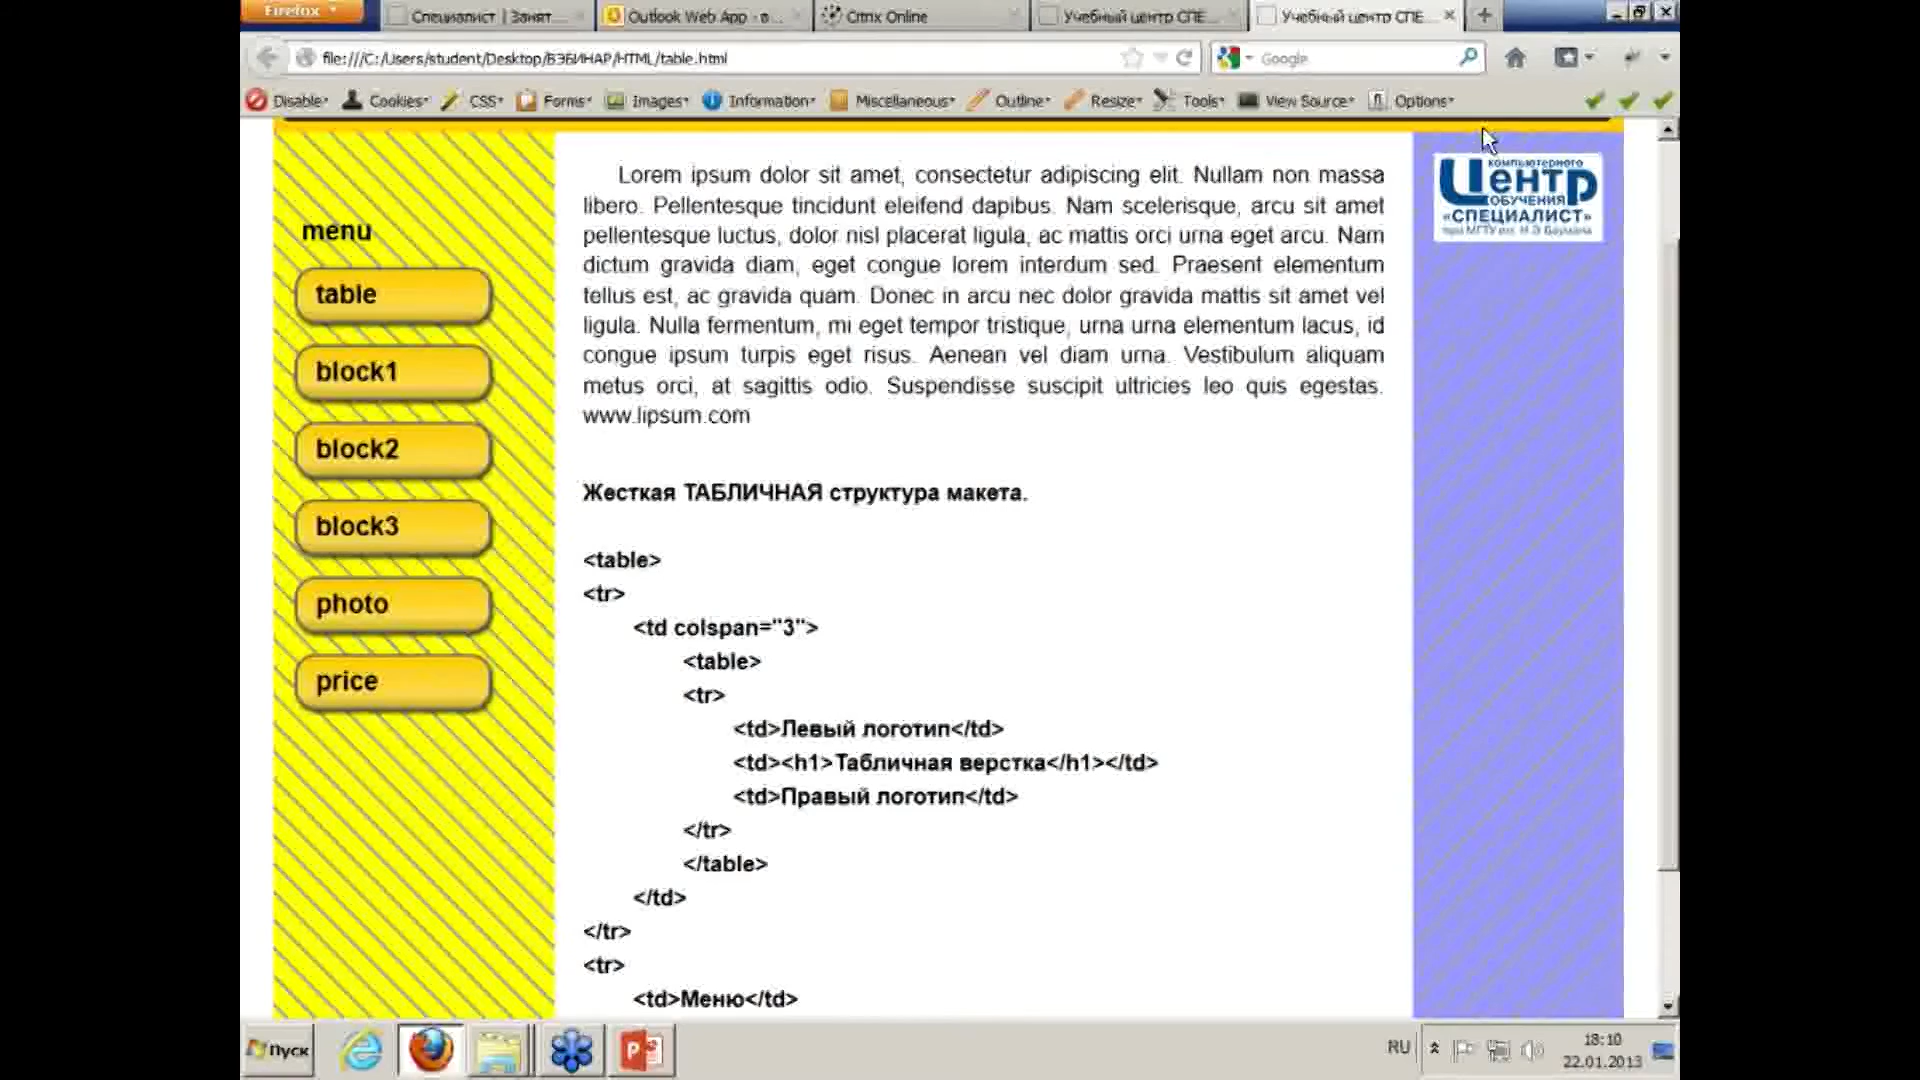 Firefox
Специалист | Занят...
Outlook Web App - в...
Citrix Online
Учебный центр СПЕ...
Учебный центр СПЕ...
file:///C:/Users/student/Desktop/ВЭБИНАР/HTML/table.html
Google
Disable
Cookies
CSS
Forms
Images
Information
Miscellaneous
Outline
Resize
Tools
View Source
Options
menu
table
block1
block2
block3
photo
price
Lorem ipsum dolor sit amet, consectetur adipiscing elit. Nullam non massa
libero. Pellentesque tincidunt eleifend dapibus. Nam scelerisque, arcu sit amet
pellentesque luctus, dolor nisl placerat ligula, ac mattis orci urna eget arcu. Nam
dictum gravida diam, eget congue lorem interdum sed. Praesent elementum
tellus est, ac gravida quam. Donec in arcu nec dolor gravida mattis sit amet vel
ligula. Nulla fermentum, mi eget tempor tristique, urna urna elementum lacus, id
congue ipsum turpis eget risus. Aenean vel diam urna. Vestibulum aliquam
metus orci, at sagittis odio. Suspendisse suscipit ultricies leo quis egestas.
www.lipsum.com
Жесткая ТАБЛИЧНАЯ структура макета.
<table>
<tr>
<td colspan="3">
<table>
<tr>
<td>Левый логотип</td>
<td><h1>Табличная верстка</h1></td>
<td>Правый логотип</td>
</tr>
</table>
</td>
</tr>
<tr>
<td>Меню</td>
компьютерного
Центр
ОБУЧЕНИЯ
«СПЕЦИАЛИСТ»
при МГТУ им. Н.Э.Баумана
Пуск
RU
18:10
22.01.2013